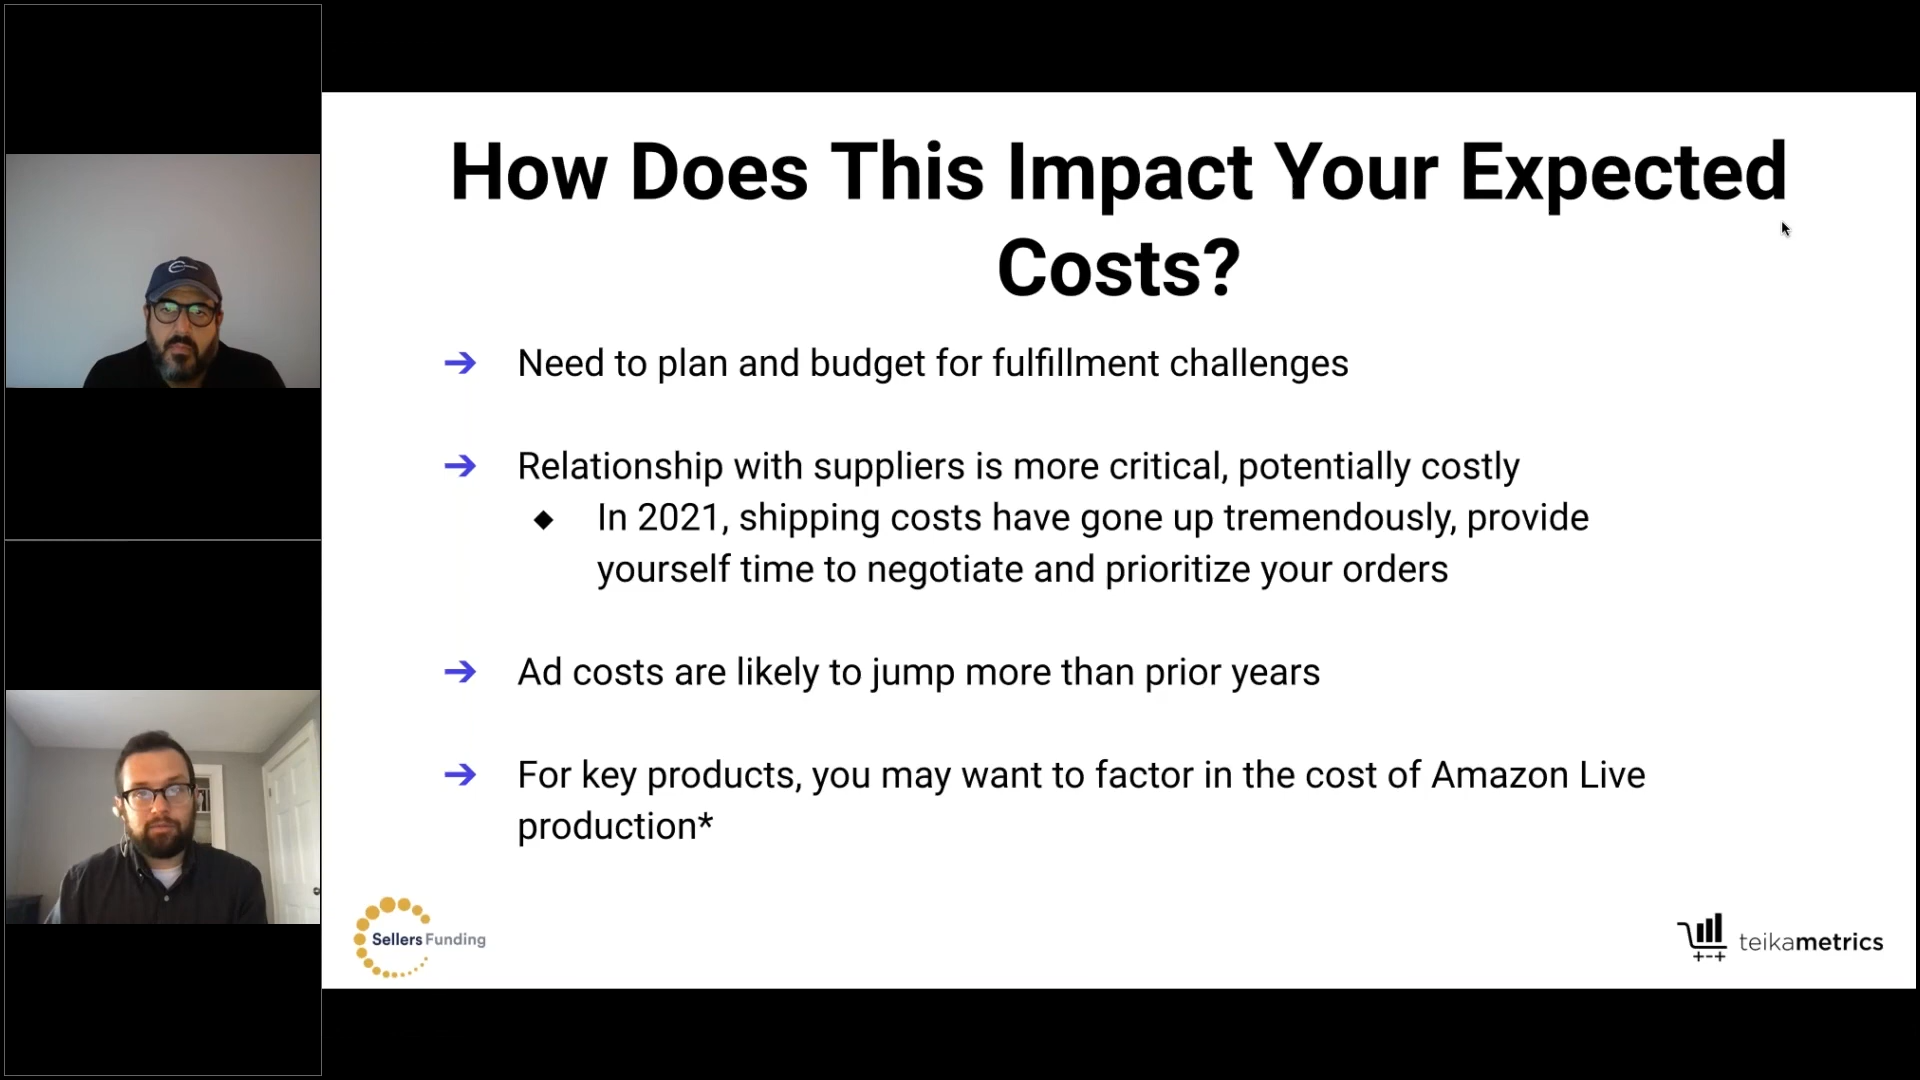 How Does This Impact Your Expected
Costs?
➔ Need to plan and budget for fulfillment challenges
➔ Relationship with suppliers is more critical, potentially costly
◆ In 2021, shipping costs have gone up tremendously, provide
yourself time to negotiate and prioritize your orders
➔ Ad costs are likely to jump more than prior years
➔ For key products, you may want to factor in the cost of Amazon Live
production*
SellersFunding
teikametrics